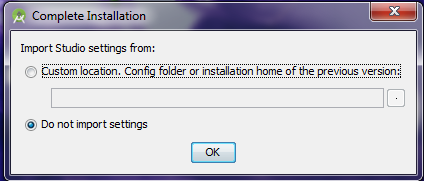 Complete Installation
Import Studio settings from:
Custom location. Config folder or installation home of the previous version:
.
Do not import settings
OK